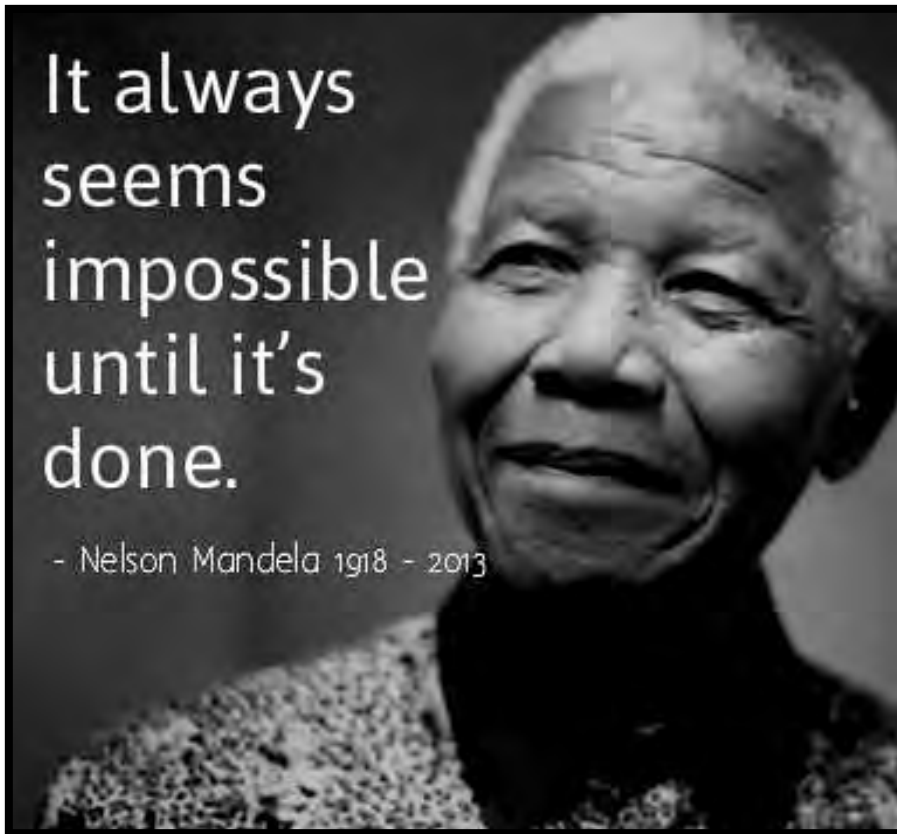 It always
seems
impossible
until it’s
done.
- Nelson Mandela 1918 - 2013